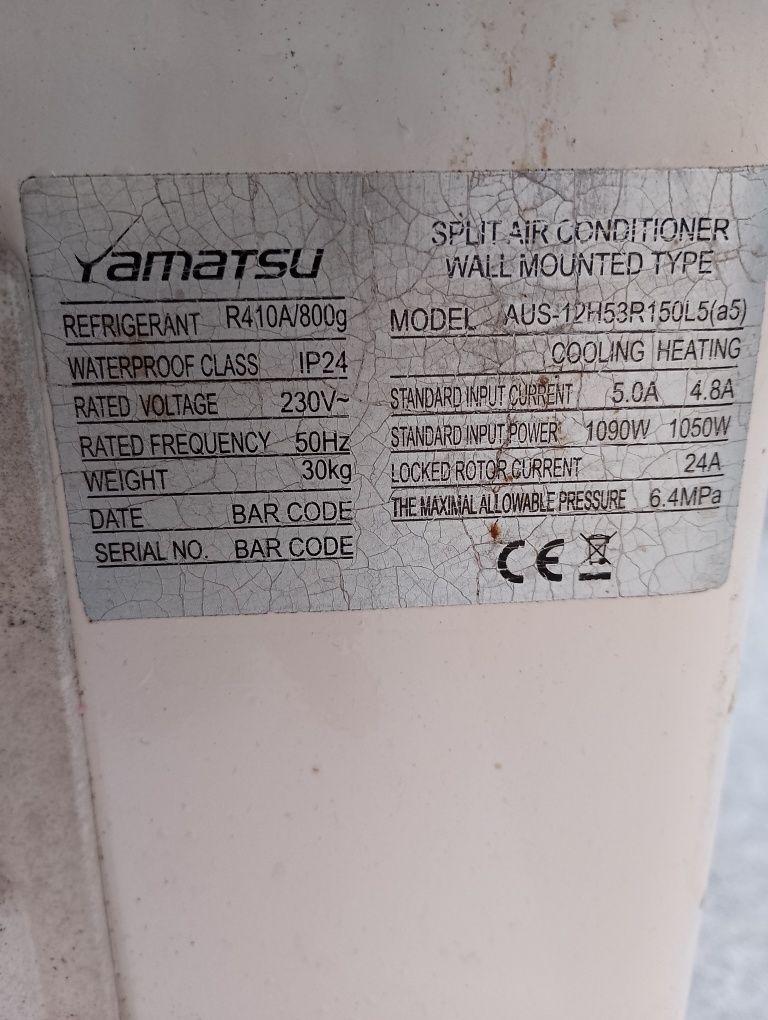 Yamatsu
REFRIGERANT R410A/800g
WATERPROOF CLASS IP24
RATED VOLTAGE 230V~
RATED FREQUENCY 50Hz
WEIGHT 30kg
DATE BAR CODE
SERIAL NO. BAR CODE
SPLIT AIR CONDITIONER
WALL MOUNTED TYPE
MODEL AUS-12H53R150L5(a5)
COOLING HEATING
STANDARD INPUT CURRENT 5.0A 4.8A
STANDARD INPUT POWER 1090W 1050W
LOCKED ROTOR CURRENT 24A
THE MAXIMAL ALLOWABLE PRESSURE 6.4MPa
CE